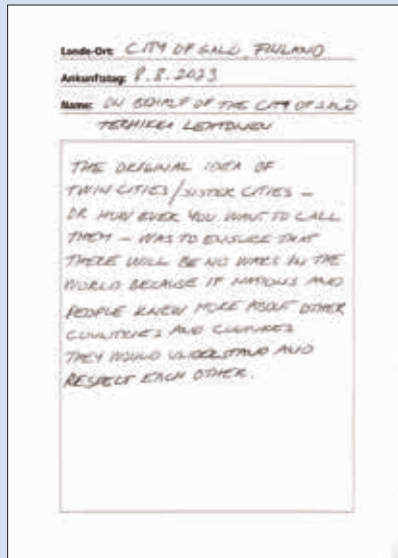 Lande-Ort: CITY OF SALO, FINLAND
Ankunftstag: 8.8.2023
Name: ON BEHALF OF THE CITY OF SALO
TERHIKKI LEHTONEN
THE ORIGINAL IDEA OF
TWIN CITIES/SISTER CITIES –
OR HOW EVER YOU WANT TO CALL
THEM – WAS TO ENSURE THAT
THERE WILL BE NO WARS IN THE
WORLD BECAUSE IF NATIONS AND
PEOPLE KNEW MORE ABOUT OTHER
COUNTRIES AND CULTURES
THEY WOULD UNDERSTAND AND
RESPECT EACH OTHER.